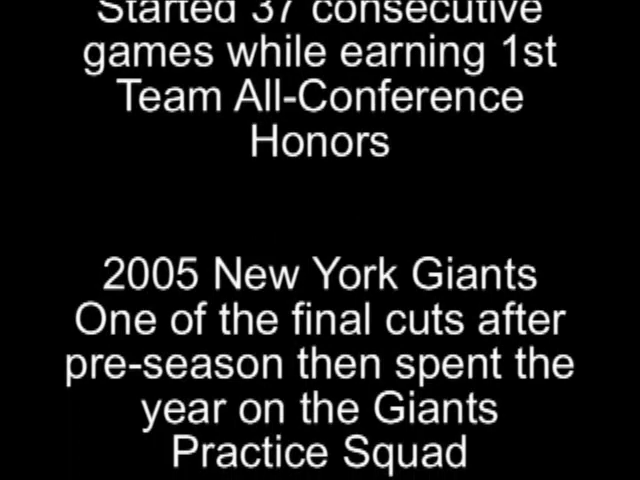 Started 37 consecutive
games while earning 1st
Team All-Conference
Honors
2005 New York Giants
One of the final cuts after
pre-season then spent the
year on the Giants
Practice Squad